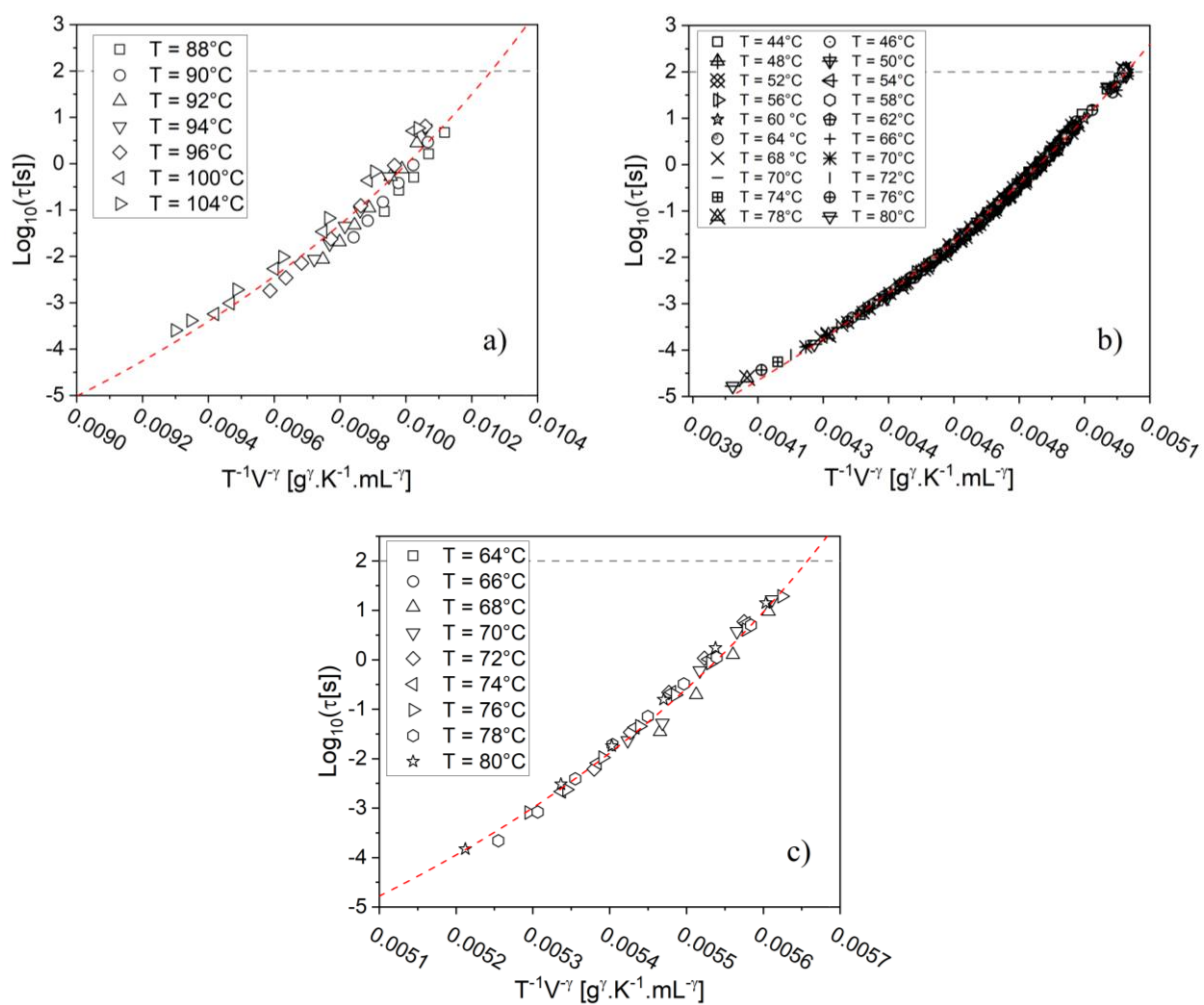 3
2
1
0
-1
-2
-3
-4
-5
Log10(τ[s])
T = 88°C
T = 90°C
T = 92°C
T = 94°C
T = 96°C
T = 100°C
T = 104°C
a)
0.0090 0.0092 0.0094 0.0096 0.0098 0.0100 0.0102 0.0104
T⁻¹V⁻ᵞ [gᵞ.K⁻¹.mL⁻ᵞ]
3
2
1
0
-1
-2
-3
-4
-5
Log10(τ[s])
T = 44°C T = 46°C
T = 48°C T = 50°C
T = 52°C T = 54°C
T = 56°C T = 58°C
T = 60 °C T = 62°C
T = 64 °C T = 66°C
T = 68 °C T = 70°C
T = 70°C T = 72°C
T = 74°C T = 76°C
T = 78°C T = 80°C
b)
0.0039 0.0041 0.0043 0.0044 0.0046 0.0048 0.0049 0.0051
T⁻¹V⁻ᵞ [gᵞ.K⁻¹.mL⁻ᵞ]
2
1
0
-1
-2
-3
-4
-5
Log10(τ[s])
T = 64°C
T = 66°C
T = 68°C
T = 70°C
T = 72°C
T = 74°C
T = 76°C
T = 78°C
T = 80°C
c)
0.0051 0.0052 0.0053 0.0054 0.0055 0.0056 0.0057
T⁻¹V⁻ᵞ [gᵞ.K⁻¹.mL⁻ᵞ]